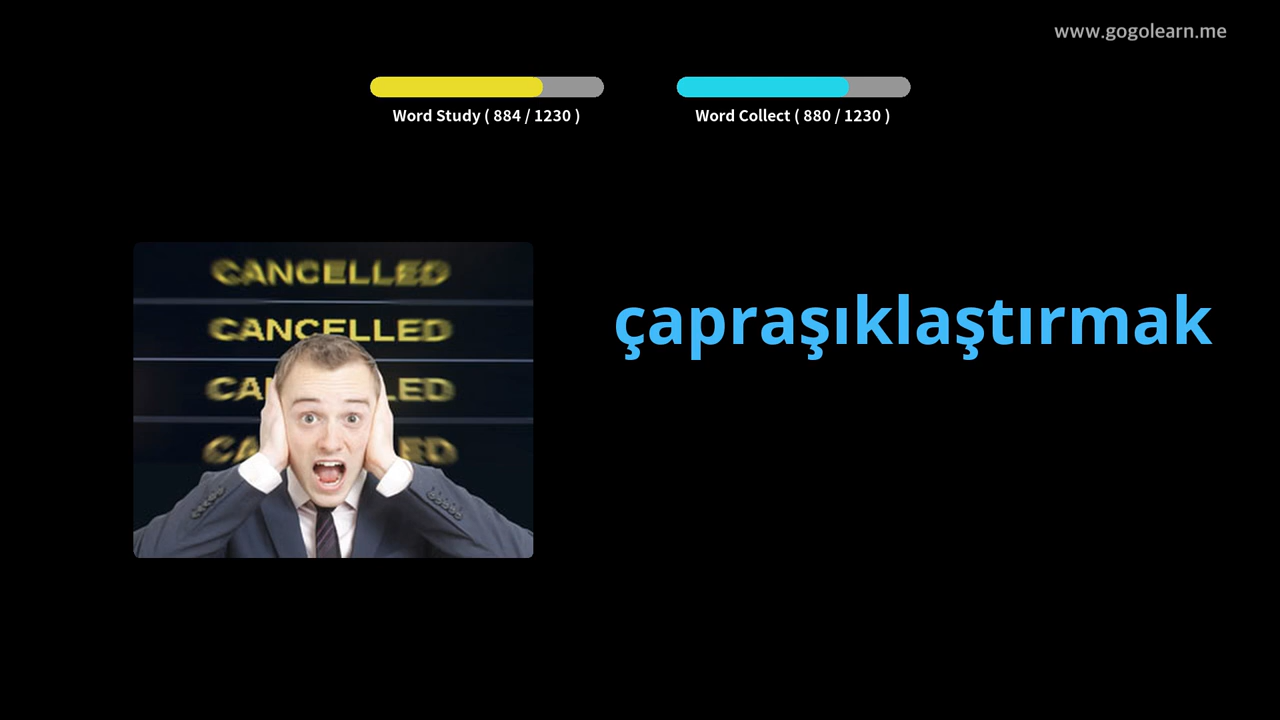 www.gogolearn.me
Word Study ( 884 / 1230 )
Word Collect ( 880 / 1230 )
CANCELLED
CANCELLED
çapraşıklaştırmak